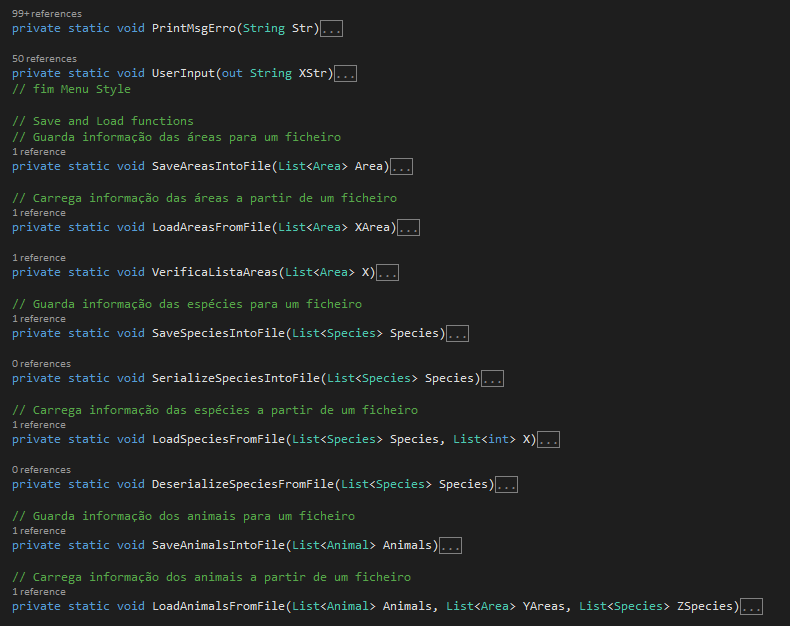 99+ references
private static void PrintMsgErro(String Str)...
50 references
private static void UserInput(out String XStr)...
// fim Menu Style
// Save and Load functions
// Guarda informação das áreas para um ficheiro
1 reference
private static void SaveAreasIntoFile(List<Area> Area)...
// Carrega informação das áreas a partir de um ficheiro
1 reference
private static void LoadAreasFromFile(List<Area> XArea)...
1 reference
private static void VerificaListaAreas(List<Area> X)...
// Guarda informação das espécies para um ficheiro
1 reference
private static void SaveSpeciesIntoFile(List<Species> Species)...
0 references
private static void SerializeSpeciesIntoFile(List<Species> Species)...
// Carrega informação das espécies a partir de um ficheiro
1 reference
private static void LoadSpeciesFromFile(List<Species> Species, List<int> X)...
0 references
private static void DeserializeSpeciesFromFile(List<Species> Species)...
// Guarda informação dos animais para um ficheiro
1 reference
private static void SaveAnimalsIntoFile(List<Animal> Animals)...
// Carrega informação dos animais a partir de um ficheiro
1 reference
private static void LoadAnimalsFromFile(List<Animal> Animals, List<Area> YAreas, List<Species> ZSpecies)...